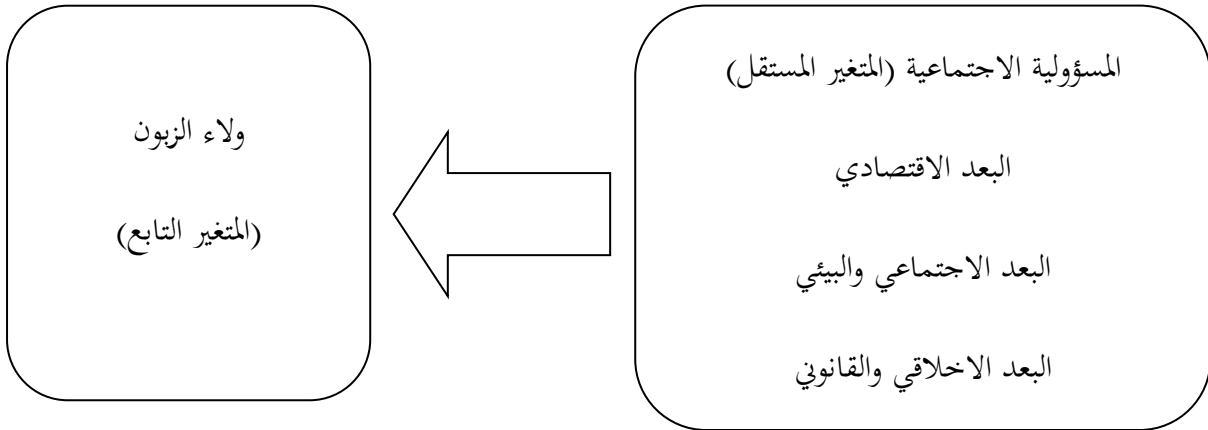 المسؤولية الاجتماعية (المتغير المستقل)
البعد الاقتصادي
البعد الاجتماعي والبيئي
البعد الاخلاقي والقانوني
ولاء الزبون
(المتغير التابع)